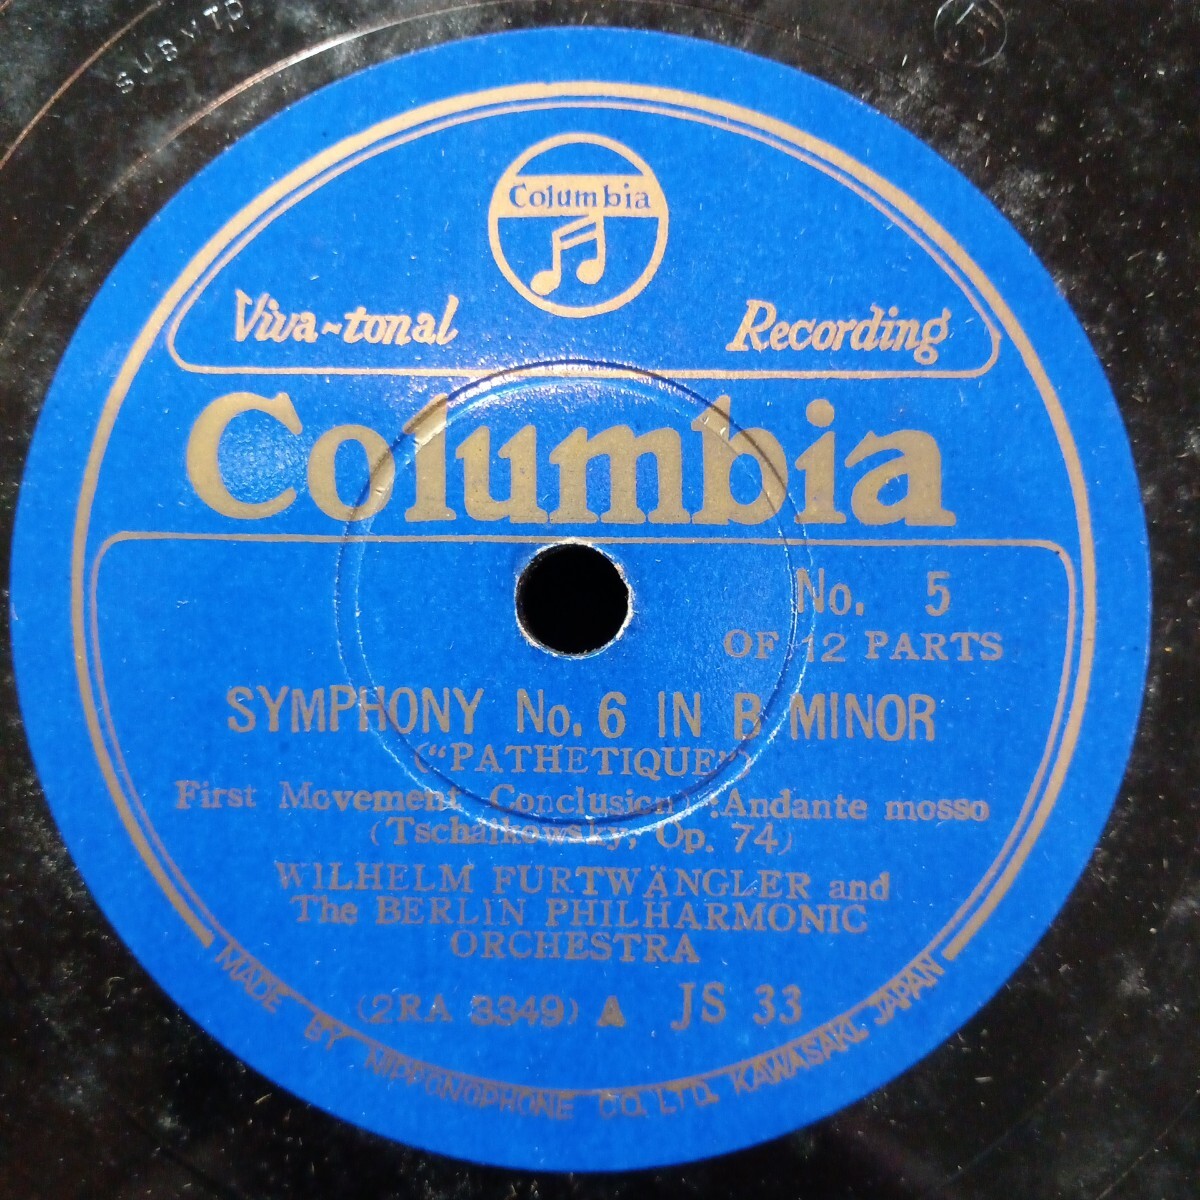 SUBMTD
5
Columbia
Viva-tonal Recording
Columbia
No. 5
OF 12 PARTS
SYMPHONY No. 6 IN B MINOR
("PATHETIQUE")
First Movement (Conclusion) : Andante mosso
(Tschaikowsky, Op. 74)
WILHELM FURTWÄNGLER and
The BERLIN PHILHARMONIC
ORCHESTRA
(2RA 3349) A JS 33
MADE BY NIPPONOPHONE CO. LTD. KAWASAKI, JAPAN